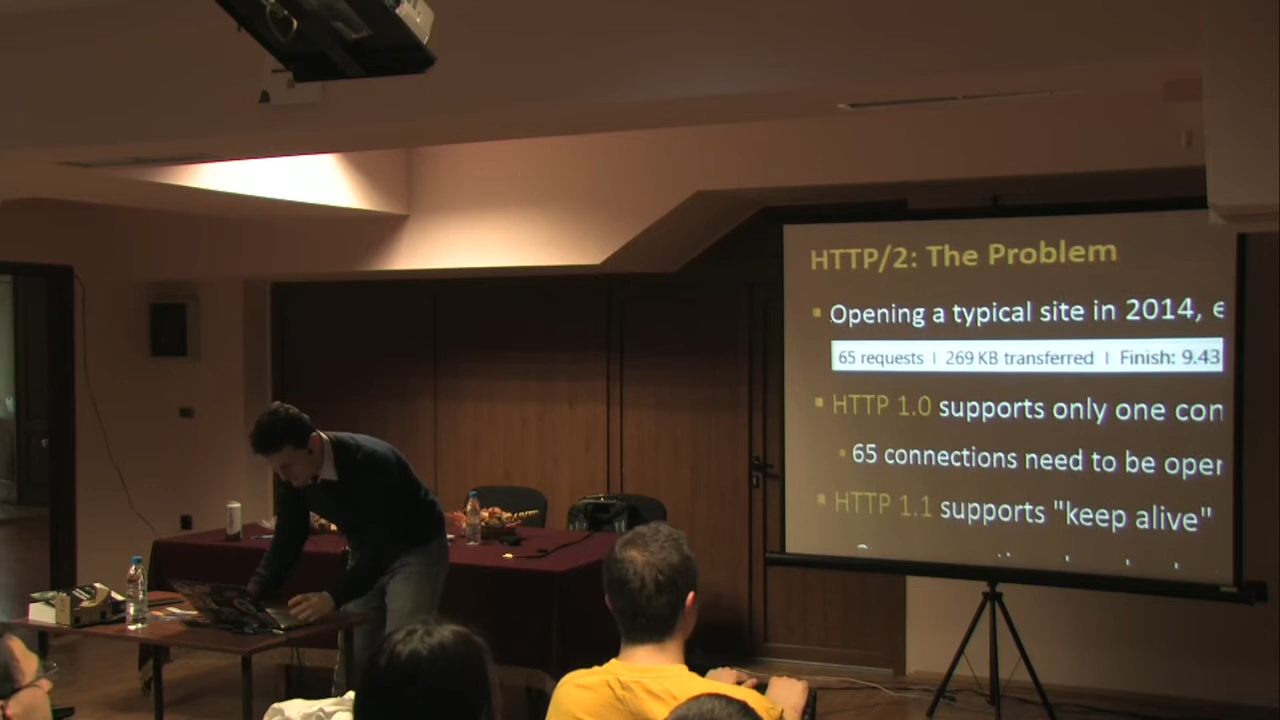 HTTP/2: The Problem
Opening a typical site in 2014, e
65 requests | 269 KB transferred | Finish: 9.43
HTTP 1.0 supports only one con
65 connections need to be oper
HTTP 1.1 supports "keep alive"